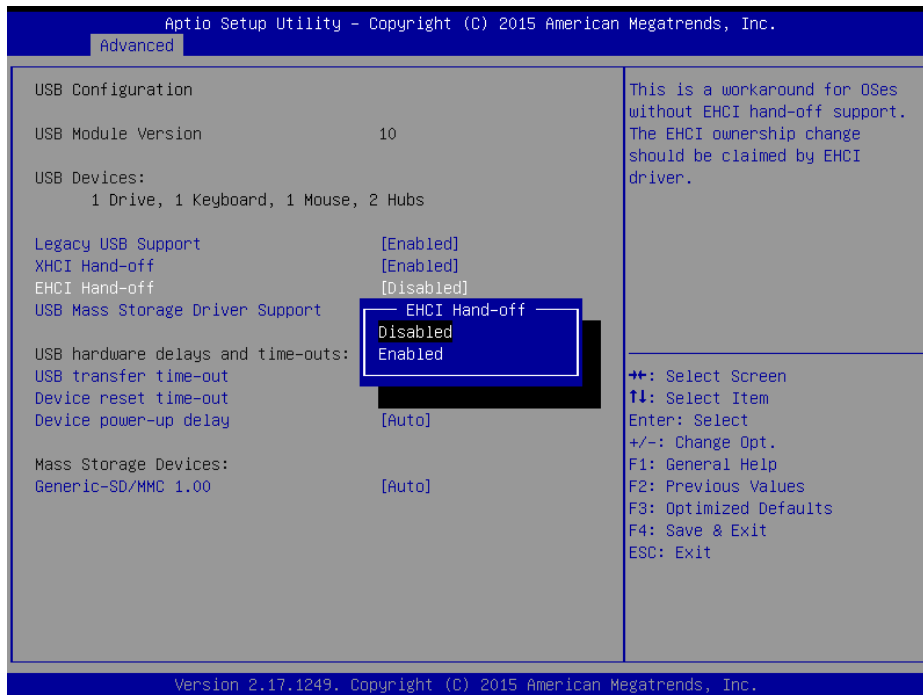 Aptio Setup Utility – Copyright (C) 2015 American Megatrends, Inc.
Advanced
USB Configuration
USB Module Version 10
USB Devices:
1 Drive, 1 Keyboard, 1 Mouse, 2 Hubs
Legacy USB Support [Enabled]
XHCI Hand-off [Enabled]
EHCI Hand-off [Disabled]
USB Mass Storage Driver Support
USB hardware delays and time-outs:
USB transfer time-out
Device reset time-out
Device power-up delay [Auto]
Mass Storage Devices:
Generic-SD/MMC 1.00 [Auto]
EHCI Hand-off
Disabled
Enabled
This is a workaround for OSes
without EHCI hand-off support.
The EHCI ownership change
should be claimed by EHCI
driver.
→←: Select Screen
↑↓: Select Item
Enter: Select
+/-: Change Opt.
F1: General Help
F2: Previous Values
F3: Optimized Defaults
F4: Save & Exit
ESC: Exit
Version 2.17.1249. Copyright (C) 2015 American Megatrends, Inc.